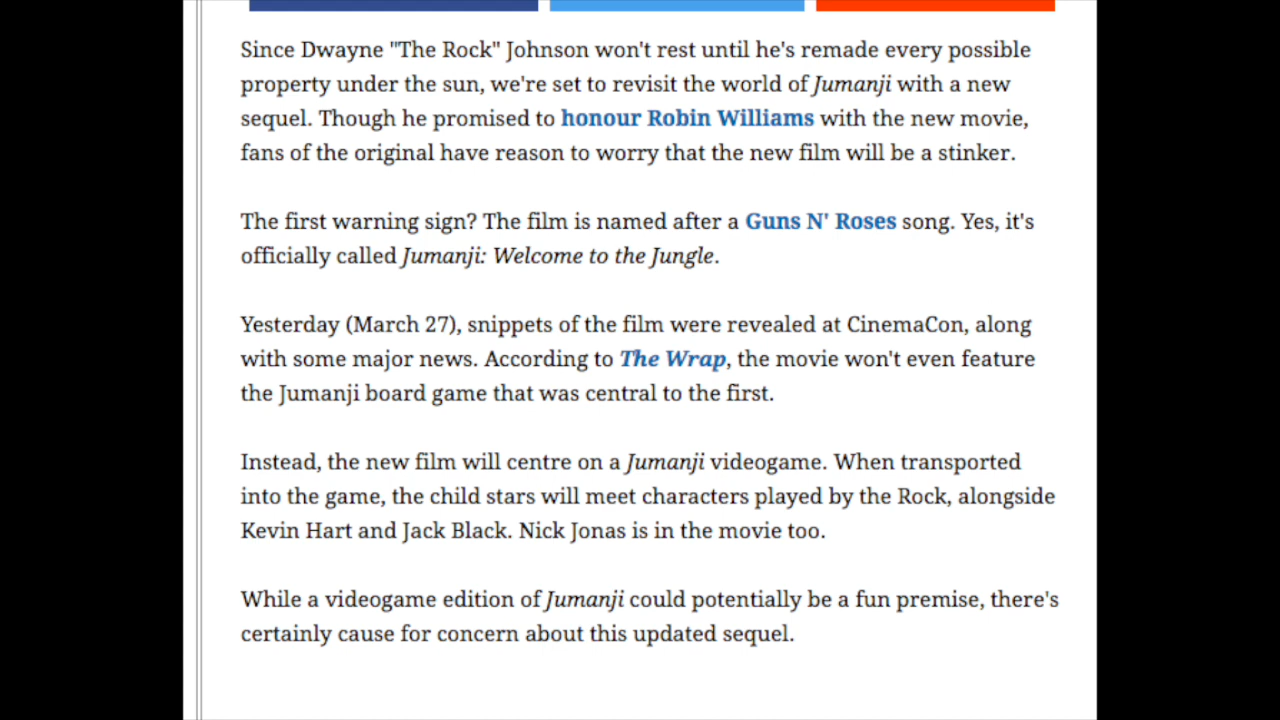 Since Dwayne "The Rock" Johnson won't rest until he's remade every possible
property under the sun, we're set to revisit the world of Jumanji with a new
sequel. Though he promised to honour Robin Williams with the new movie,
fans of the original have reason to worry that the new film will be a stinker.
The first warning sign? The film is named after a Guns N' Roses song. Yes, it's
officially called Jumanji: Welcome to the Jungle.
Yesterday (March 27), snippets of the film were revealed at CinemaCon, along
with some major news. According to The Wrap, the movie won't even feature
the Jumanji board game that was central to the first.
Instead, the new film will centre on a Jumanji videogame. When transported
into the game, the child stars will meet characters played by the Rock, alongside
Kevin Hart and Jack Black. Nick Jonas is in the movie too.
While a videogame edition of Jumanji could potentially be a fun premise, there's
certainly cause for concern about this updated sequel.